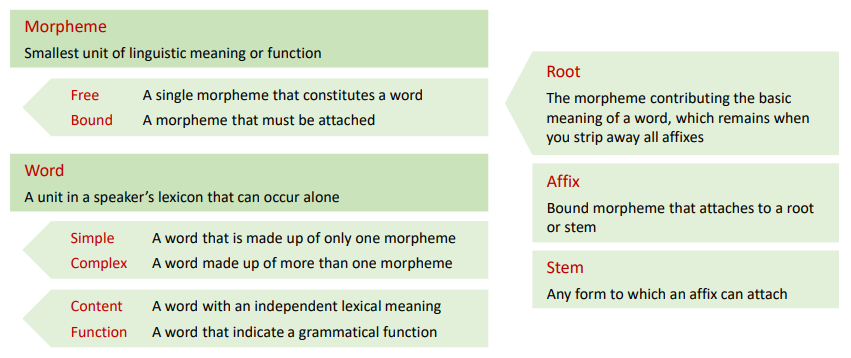 Morpheme
Smallest unit of linguistic meaning or function
Free A single morpheme that constitutes a word
Bound A morpheme that must be attached
Word
A unit in a speaker’s lexicon that can occur alone
Simple A word that is made up of only one morpheme
Complex A word made up of more than one morpheme
Content A word with an independent lexical meaning
Function A word that indicate a grammatical function
Root
The morpheme contributing the basic
meaning of a word, which remains when
you strip away all affixes
Affix
Bound morpheme that attaches to a root
or stem
Stem
Any form to which an affix can attach